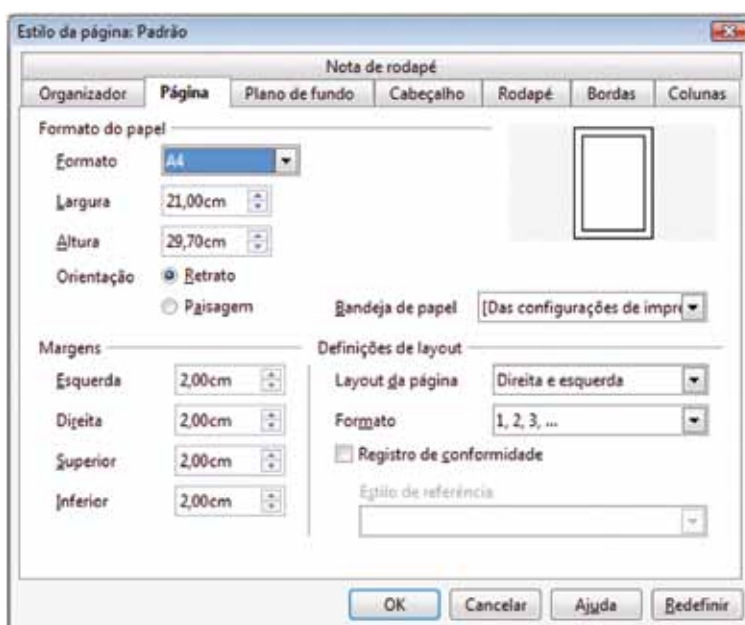 Estilo da página: Padrão
Nota de rodapé
Organizador Página Plano de fundo Cabeçalho Rodapé Bordas Colunas
Formato do papel
Formato A4
Largura 21,00cm
Altura 29,70cm
Orientação Retrato
Paisagem Bandeja de papel [Das configurações de impre
Margens Definições de layout
Esquerda 2,00cm Layout da página Direita e esquerda
Direita 2,00cm Formato 1, 2, 3, ...
Superior 2,00cm Registro de conformidade
Estilo de referência
Inferior 2,00cm
OK Cancelar Ajuda Redefinir